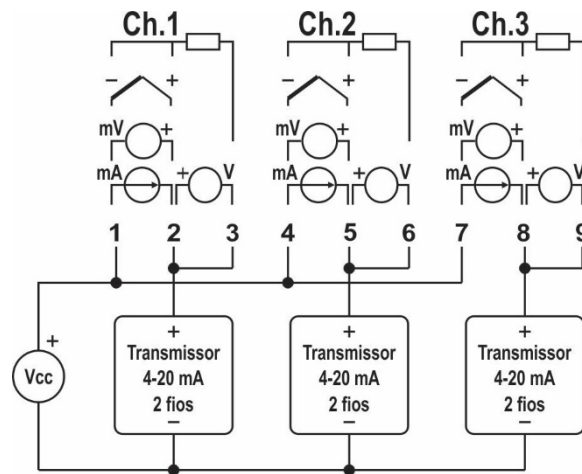 Ch.1 Ch.2 Ch.3
− + − + − +
mV + mV + mV +
mA + V mA + V mA + V
1 2 3 4 5 6 7 8 9
+ + + +
Vcc
Transmissor Transmissor Transmissor
4-20 mA 4-20 mA 4-20 mA
2 fios 2 fios 2 fios
− − −